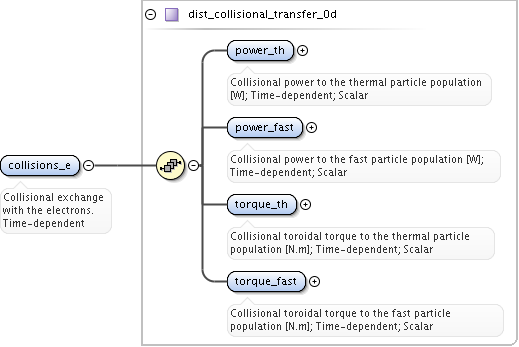 dist_collisional_transfer_0d
power_th
Collisional power to the thermal particle population
[W]; Time-dependent; Scalar
power_fast
Collisional power to the fast particle population [W];
Time-dependent; Scalar
collisions_e
Collisional exchange
with the electrons.
Time-dependent
torque_th
Collisional toroidal torque to the thermal particle
population [N.m]; Time-dependent; Scalar
torque_fast
Collisional toroidal torque to the fast particle
population [N.m]; Time-dependent; Scalar